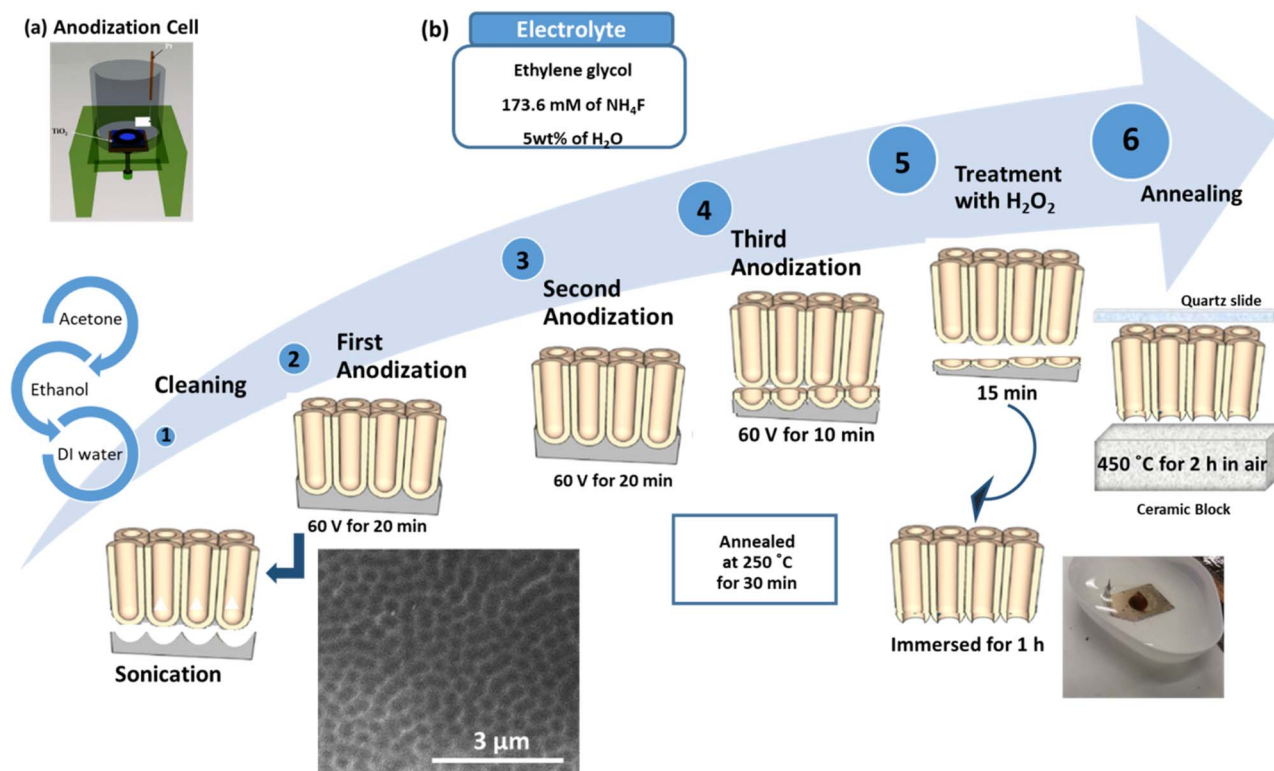 (a) Anodization Cell
Pt
TiO₂
(b)
Electrolyte
Ethylene glycol
173.6 mM of NH₄F
5wt% of H₂O
Acetone
Ethanol
DI water
1
Cleaning
2
First
Anodization
60 V for 20 min
Sonication
3 µm
3
Second
Anodization
60 V for 20 min
4
Third
Anodization
60 V for 10 min
Annealed
at 250 ˚C
for 30 min
5
Treatment
with H₂O₂
15 min
Immersed for 1 h
6
Annealing
Quartz slide
450 ˚C for 2 h in air
Ceramic Block